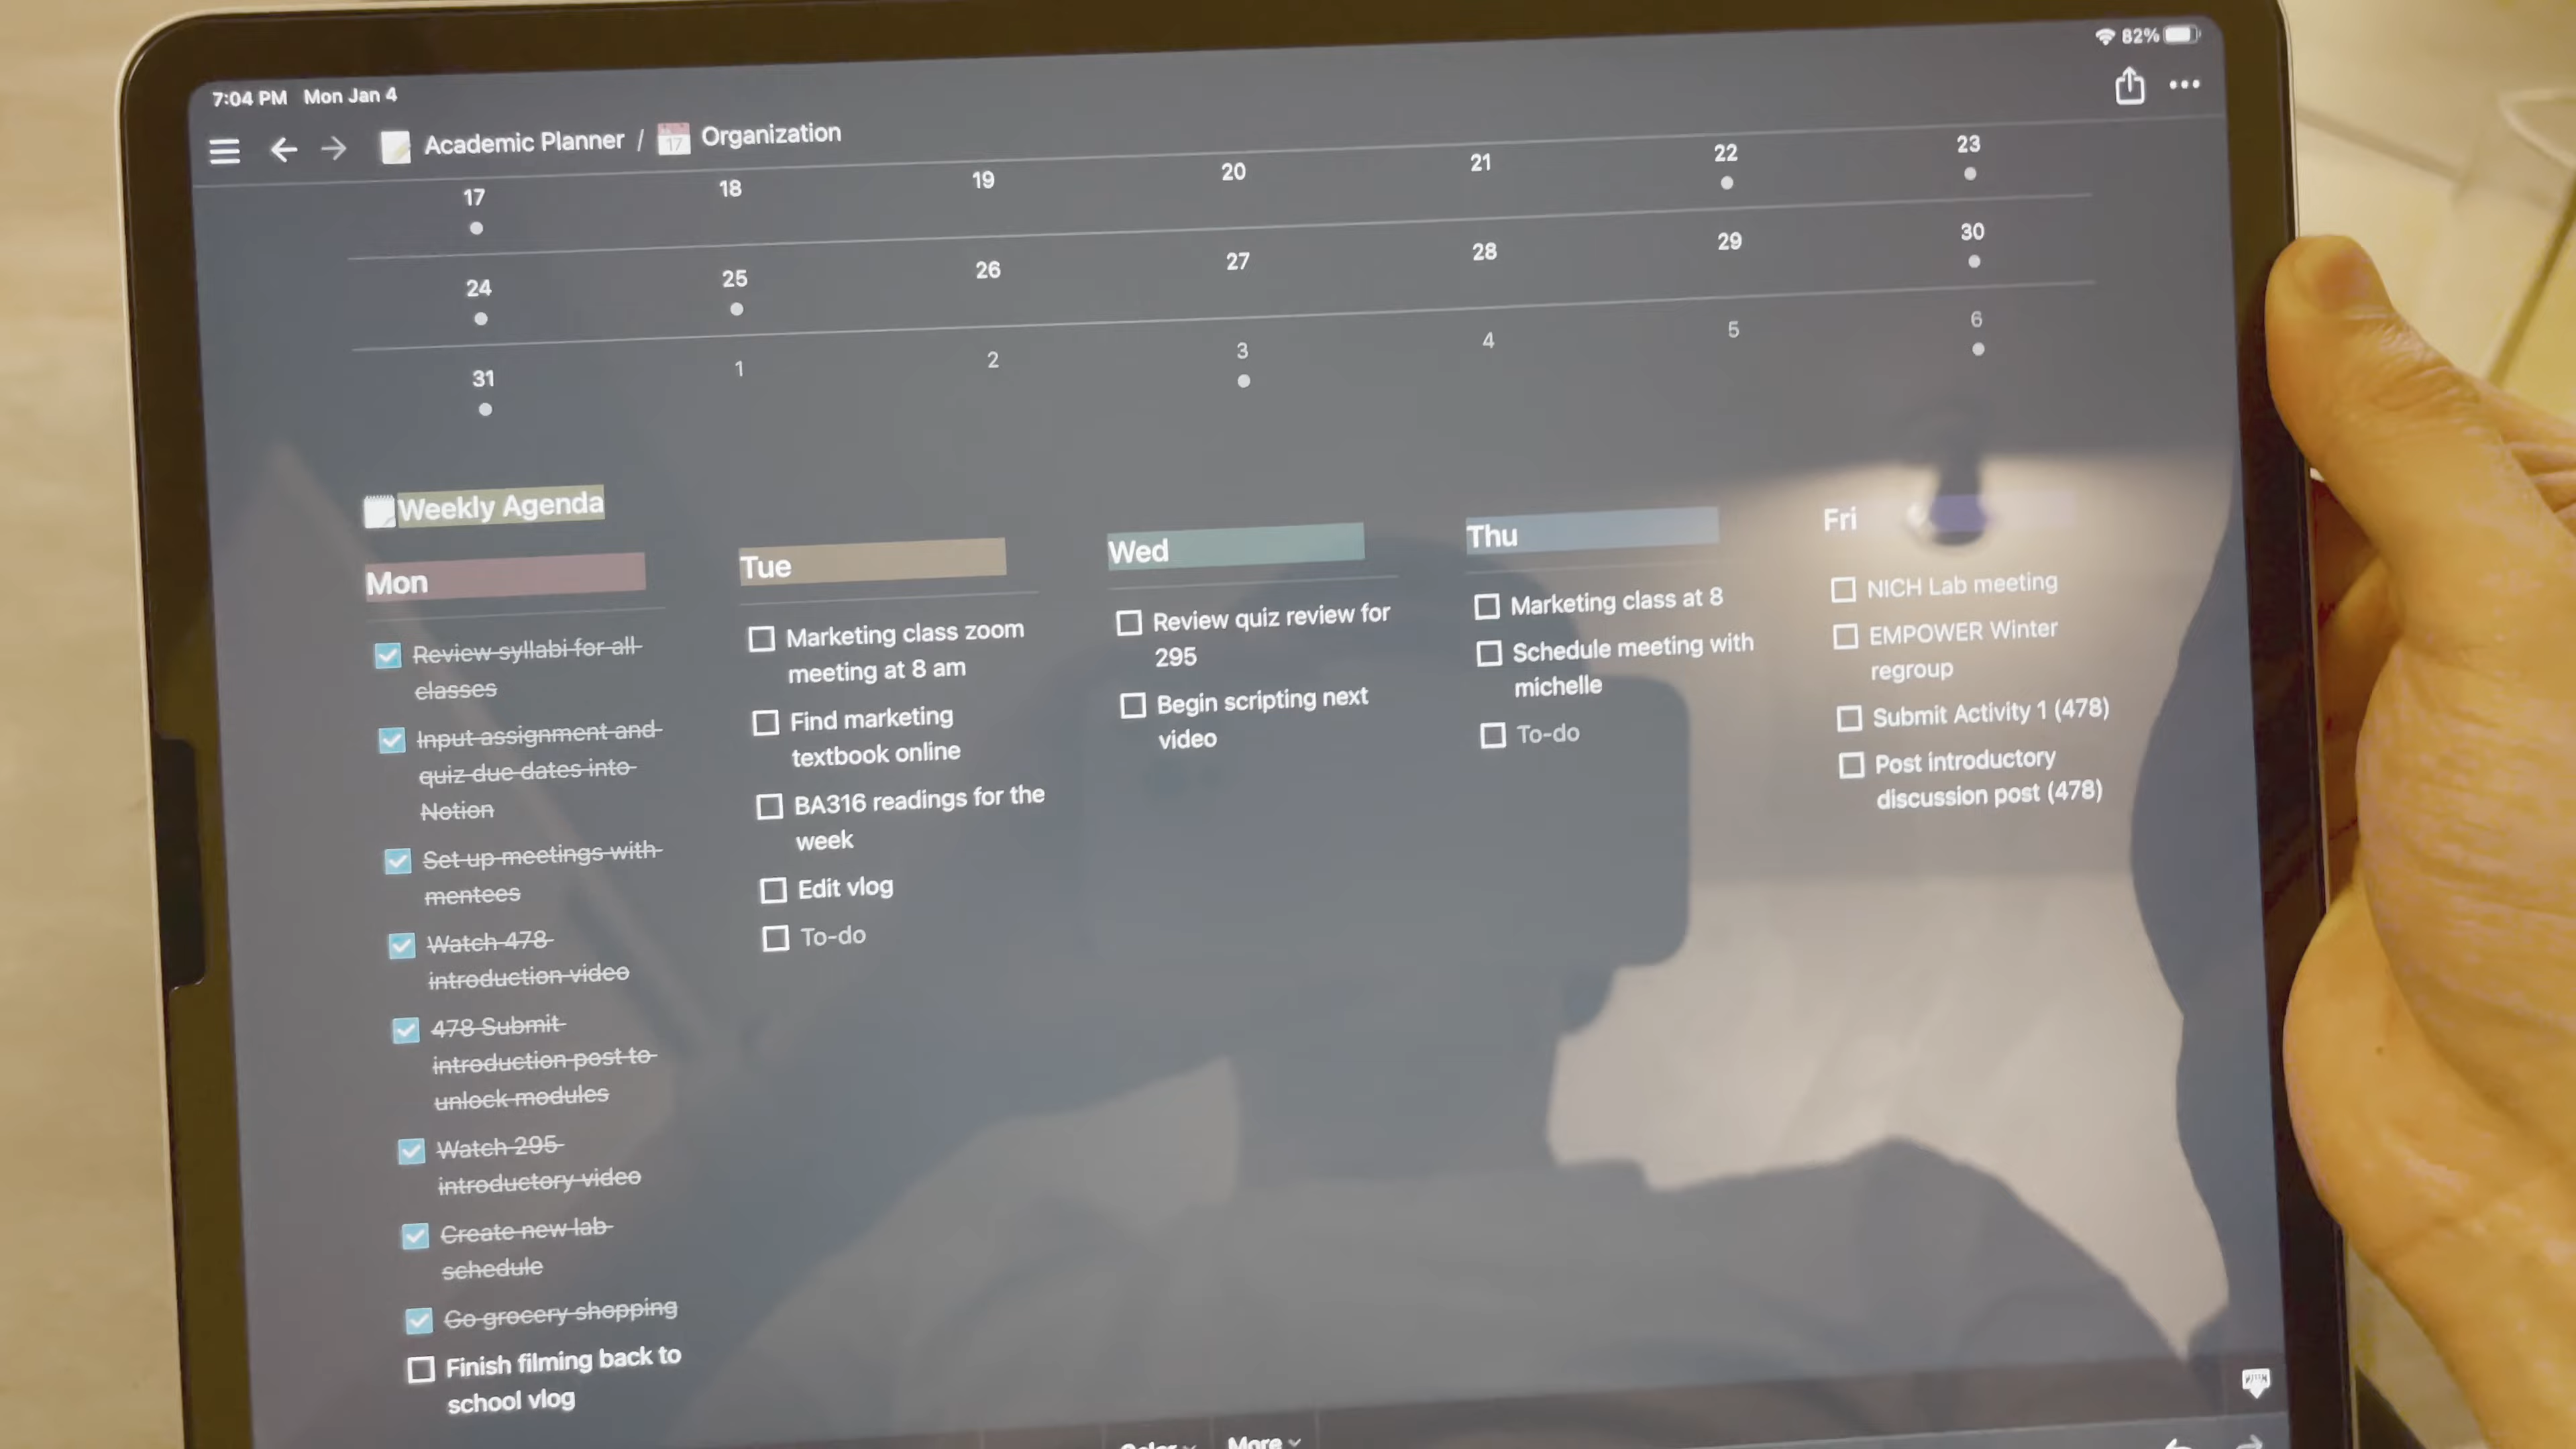 7:04 PM Mon Jan 4
82%
Academic Planner / Organization
17 18 19 20 21 22 23
24 25 26 27 28 29 30
31 1 2 3 4 5 6
Weekly Agenda
Mon
Review syllabi for all
classes
Input assignment and
quiz due dates into
Notion
Set up meetings with
mentees
Watch 478
introduction video
478 Submit
introduction post to
unlock modules
Watch 295
introductory video
Create new lab
schedule
Go grocery shopping
Finish filming back to
school vlog
Tue
Marketing class zoom
meeting at 8 am
Find marketing
textbook online
BA316 readings for the
week
Edit vlog
To-do
Wed
Review quiz review for
295
Begin scripting next
video
Thu
Marketing class at 8
Schedule meeting with
michelle
To-do
Fri
NICH Lab meeting
EMPOWER Winter
regroup
Submit Activity 1 (478)
Post introductory
discussion post (478)
Color More